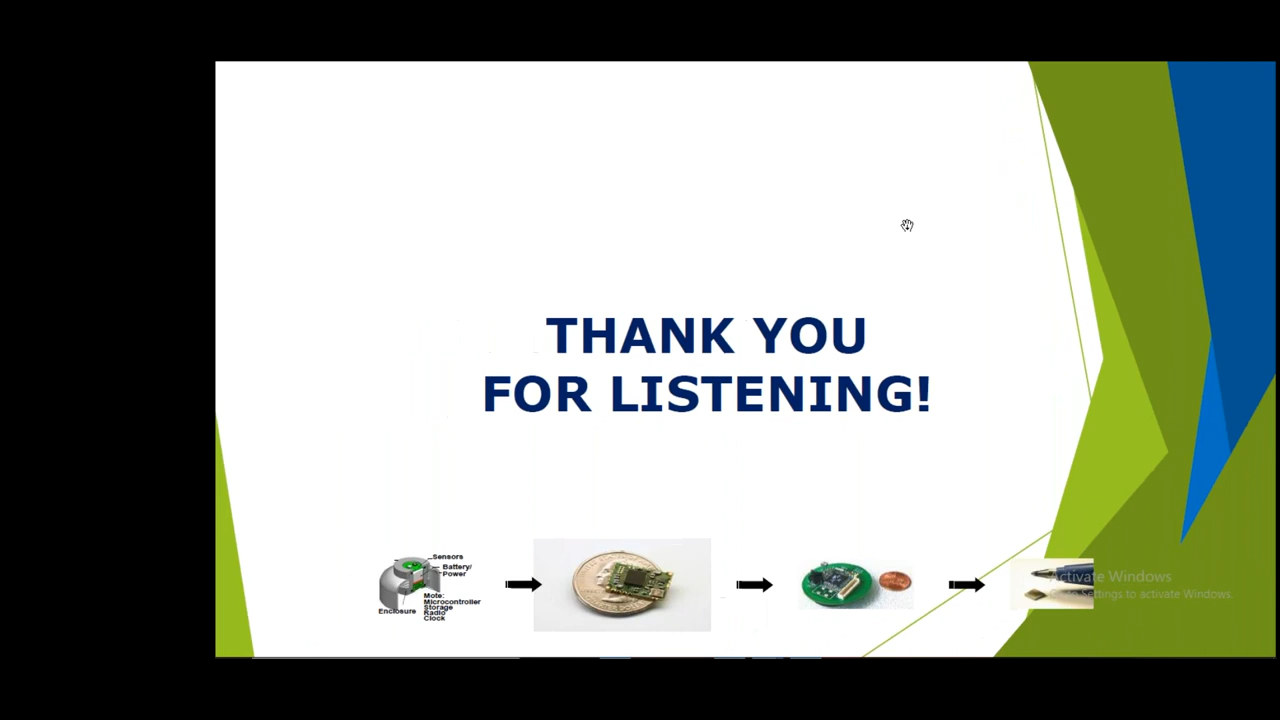 THANK YOU
FOR LISTENING!
Sensors
Battery/
Power
Enclosure
Mote:
Microcontroller
Storage
Radio
Clock
Activate Windows
Go to Settings to activate Windows.